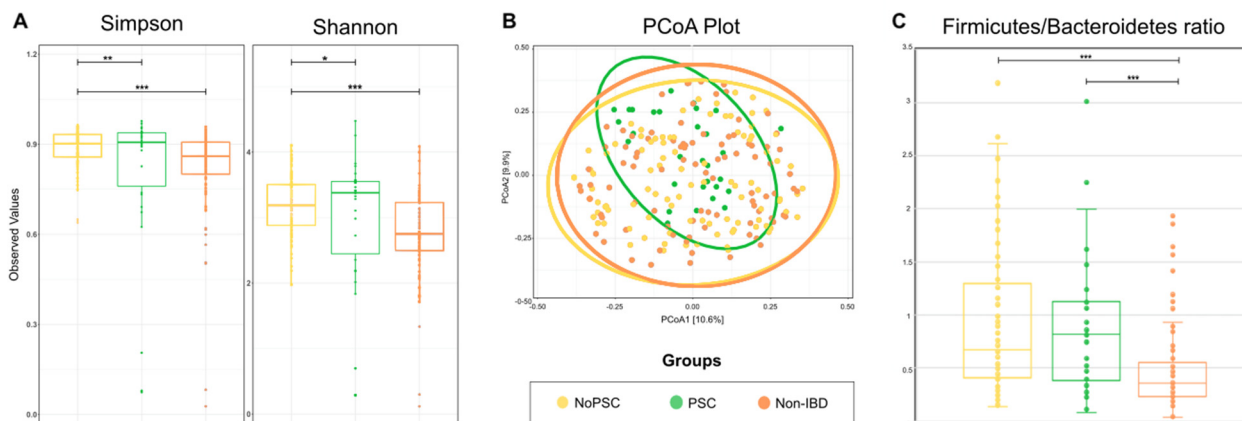 A
Simpson
Shannon
Observed Values
1.2
0.9
0.6
0.3
0.0
**
***
4
2
0
*
***
B
PCoA Plot
PCoA2 [9.9%]
0.50
0.25
0.00
-0.25
-0.50
-0.50
-0.25
0.00
0.25
0.50
PCoA1 [10.6%]
Groups
NoPSC
PSC
Non-IBD
C
Firmicutes/Bacteroidetes ratio
3.5
3
2.5
2
1.5
1
0.5
***
***